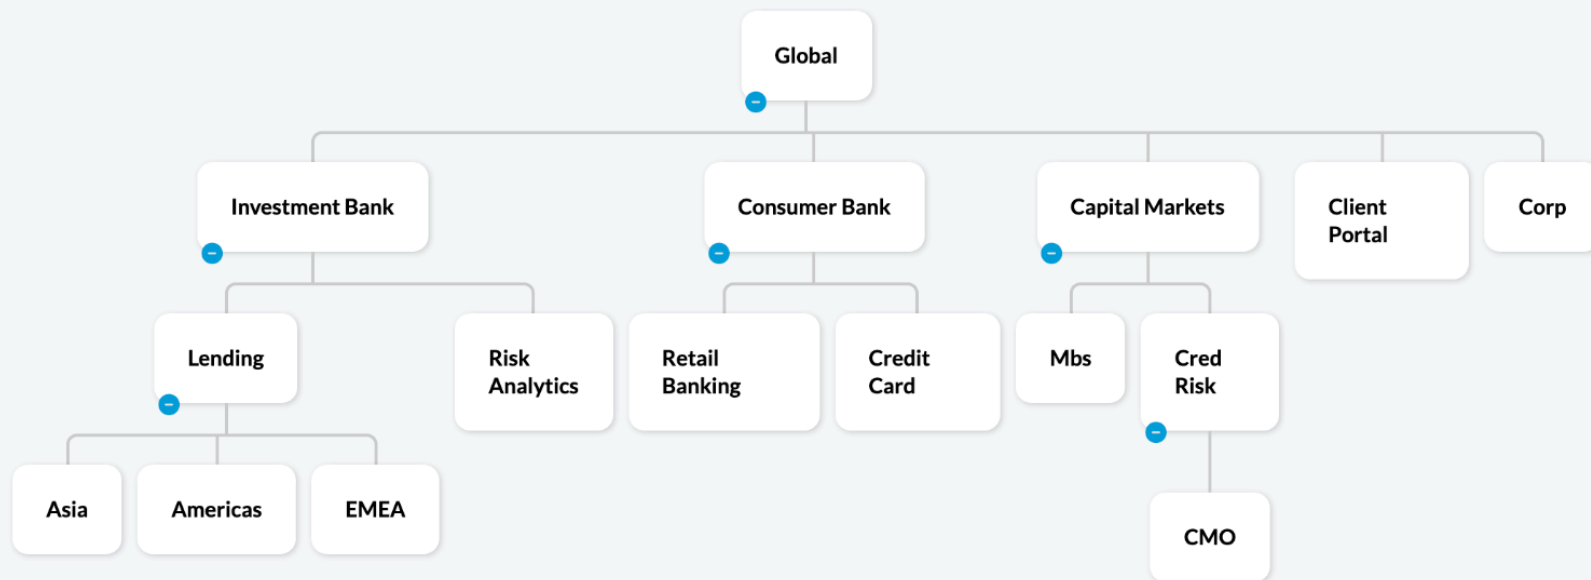 Global
Investment Bank
Consumer Bank
Capital Markets
Client
Portal
Corp
Lending
Risk
Analytics
Retail
Banking
Credit
Card
Mbs
Cred
Risk
Asia
Americas
EMEA
CMO